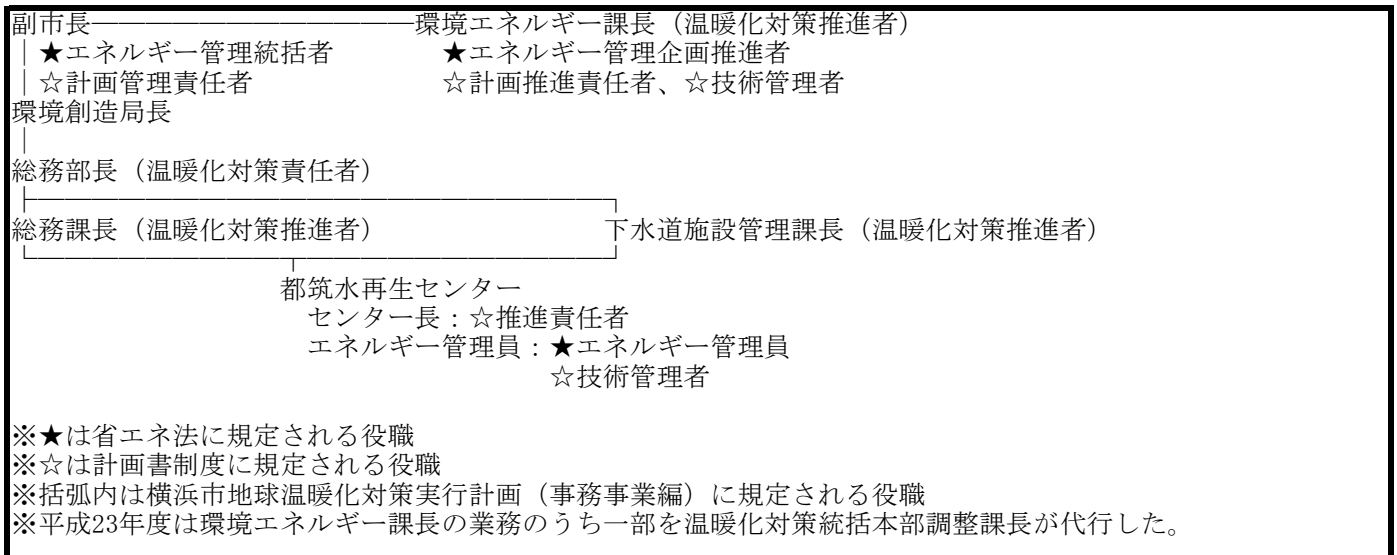 副市長――――――――――――環境エネルギー課長（温暖化対策推進者）
｜★エネルギー管理統括者　　　　★エネルギー管理企画推進者
｜☆計画管理責任者　　　　　　　☆計画推進責任者、☆技術管理者
環境創造局長
｜
総務部長（温暖化対策責任者）
├―――――――――――――――――――――┐
総務課長（温暖化対策推進者）　　　　　　　　　下水道施設管理課長（温暖化対策推進者）
└――――――――――┬――――――――――┘
都筑水再生センター
センター長：☆推進責任者
エネルギー管理員：★エネルギー管理員
☆技術管理者
※★は省エネ法に規定される役職
※☆は計画書制度に規定される役職
※括弧内は横浜市地球温暖化対策実行計画（事務事業編）に規定される役職
※平成23年度は環境エネルギー課長の業務のうち一部を温暖化対策統括本部調整課長が代行した。